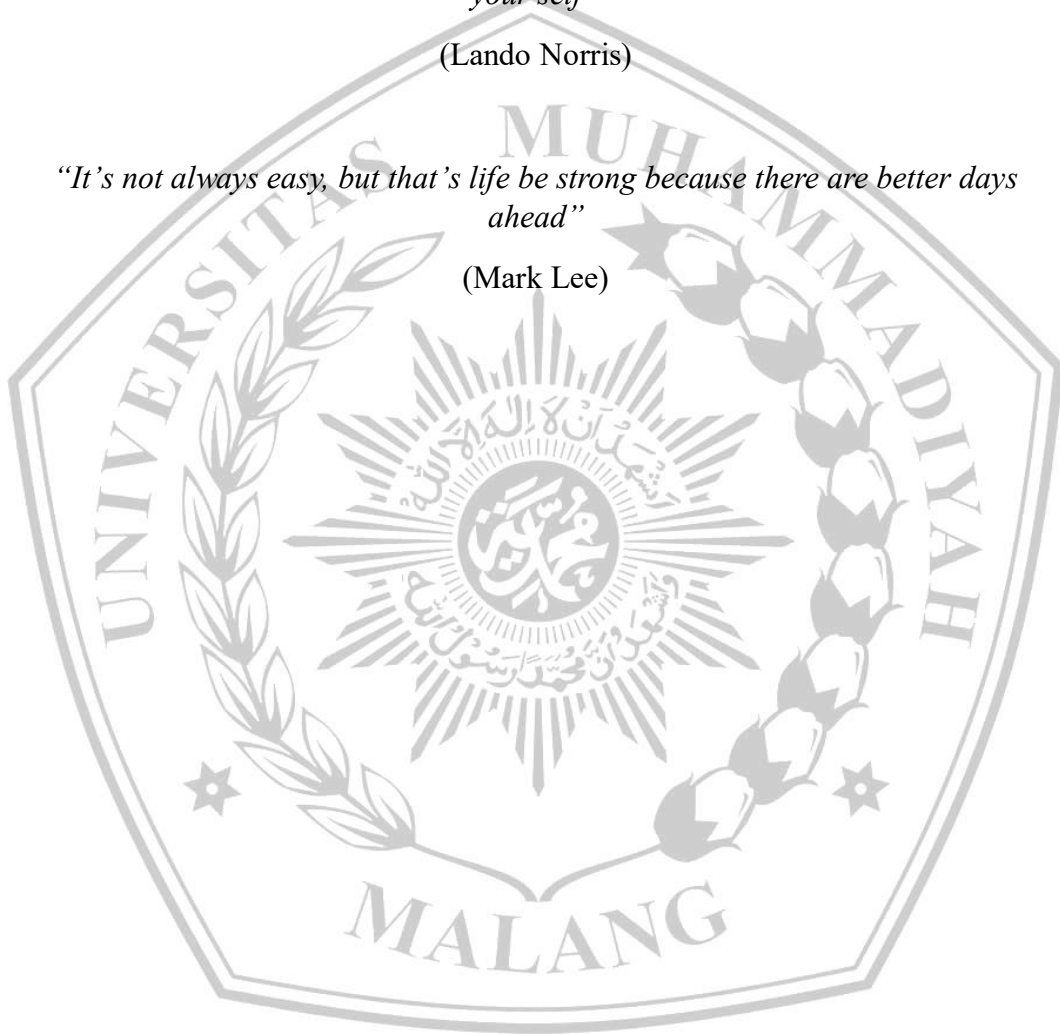 your self
(Lando Norris)
“It’s not always easy, but that’s life be strong because there are better days
ahead”
(Mark Lee)
UNIVERSITAS MUHAMMADIYAH
MALANG